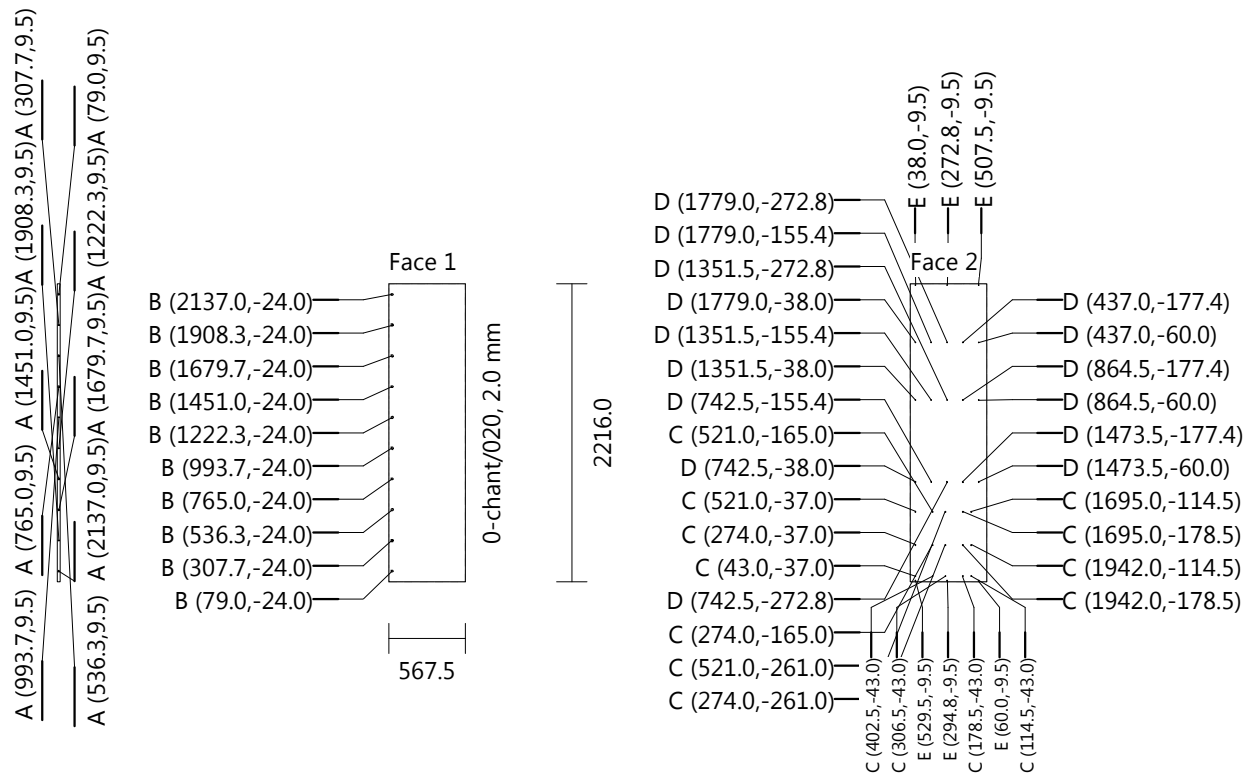 A (307.7,9.5)
A (1908.3,9.5)
A (1451.0,9.5)
A (765.0,9.5)
A (993.7,9.5)
A (79.0,9.5)
A (1222.3,9.5)
A (1679.7,9.5)
A (2137.0,9.5)
A (536.3,9.5)
Face 1
B (2137.0,-24.0)
B (1908.3,-24.0)
B (1679.7,-24.0)
B (1451.0,-24.0)
B (1222.3,-24.0)
B (993.7,-24.0)
B (765.0,-24.0)
B (536.3,-24.0)
B (307.7,-24.0)
B (79.0,-24.0)
0-chant/020, 2.0 mm
2216.0
567.5
E (38.0,-9.5)
E (272.8,-9.5)
E (507.5,-9.5)
Face 2
D (1779.0,-272.8)
D (1779.0,-155.4)
D (1351.5,-272.8)
D (1779.0,-38.0)
D (1351.5,-155.4)
D (1351.5,-38.0)
D (742.5,-155.4)
C (521.0,-165.0)
D (742.5,-38.0)
C (521.0,-37.0)
C (274.0,-37.0)
C (43.0,-37.0)
D (742.5,-272.8)
C (274.0,-165.0)
C (521.0,-261.0)
C (274.0,-261.0)
D (437.0,-177.4)
D (437.0,-60.0)
D (864.5,-177.4)
D (864.5,-60.0)
D (1473.5,-177.4)
D (1473.5,-60.0)
C (1695.0,-114.5)
C (1695.0,-178.5)
C (1942.0,-114.5)
C (1942.0,-178.5)
C (402.5,-43.0)
C (306.5,-43.0)
E (529.5,-9.5)
E (294.8,-9.5)
C (178.5,-43.0)
E (60.0,-9.5)
C (114.5,-43.0)